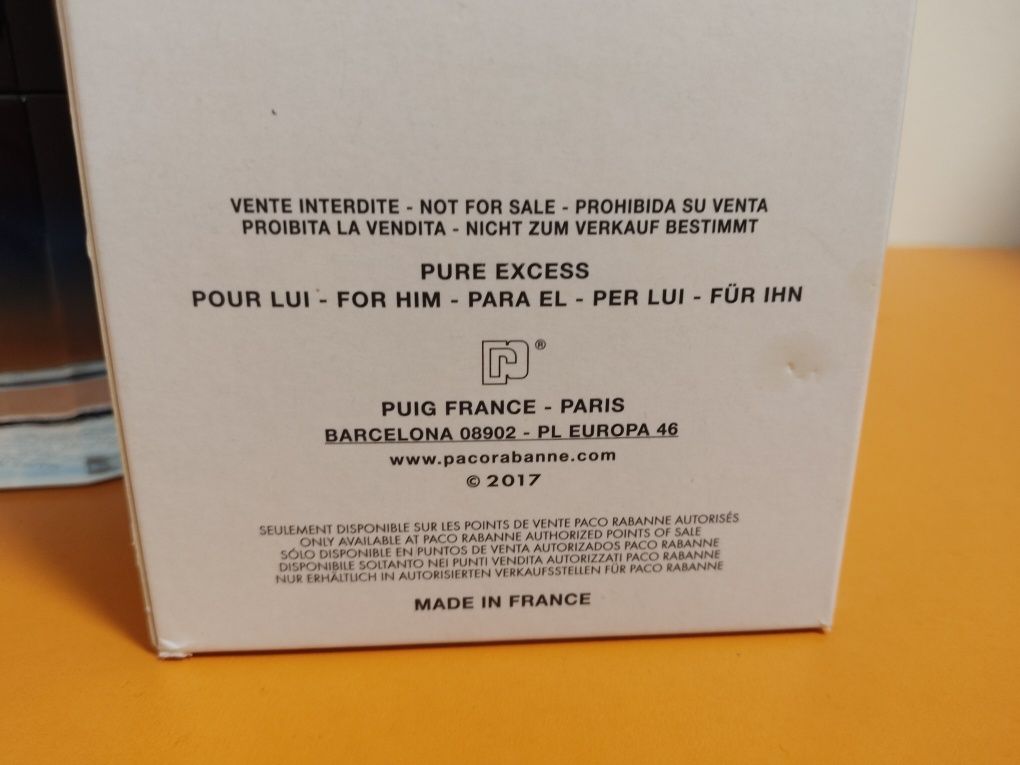 VENTE INTERDITE - NOT FOR SALE - PROHIBIDA SU VENTA
PROIBITA LA VENDITA - NICHT ZUM VERKAUF BESTIMMT
PURE EXCESS
POUR LUI - FOR HIM - PARA EL - PER LUI - FÜR IHN
®
PUIG FRANCE - PARIS
BARCELONA 08902 - PL EUROPA 46
www.pacorabanne.com
© 2017
SEULEMENT DISPONIBLE SUR LES POINTS DE VENTE PACO RABANNE AUTORISÉS
ONLY AVAILABLE AT PACO RABANNE AUTHORIZED POINTS OF SALE
SÓLO DISPONIBLE EN PUNTOS DE VENTA AUTORIZADOS PACO RABANNE
DISPONIBILE SOLTANTO NEI PUNTI VENDITA AUTORIZZATI PACO RABANNE
NUR ERHÄLTLICH IN AUTORISIERTEN VERKAUFSSTELLEN FÜR PACO RABANNE
MADE IN FRANCE